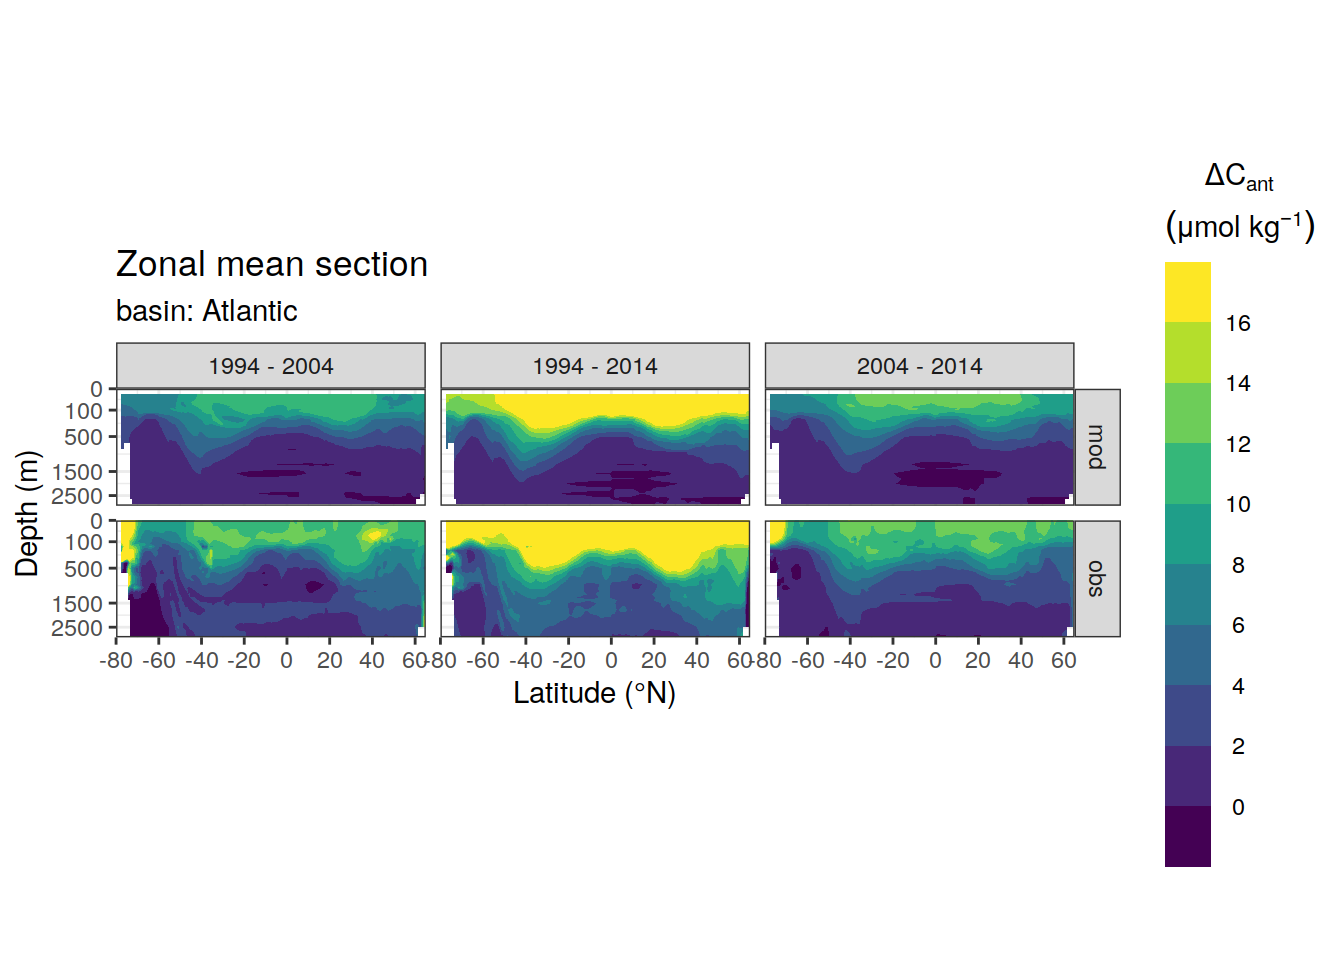 Zonal mean section
basin: Atlantic
1994 - 2004
1994 - 2014
2004 - 2014
0
100
500
1500
2500
mod
0
100
500
1500
2500
obs
Depth (m)
-80 -60 -40 -20 0 20 40 60
-80 -60 -40 -20 0 20 40 60
-80 -60 -40 -20 0 20 40 60
Latitude (°N)
ΔCant
(µmol kg⁻¹)
16
14
12
10
8
6
4
2
0